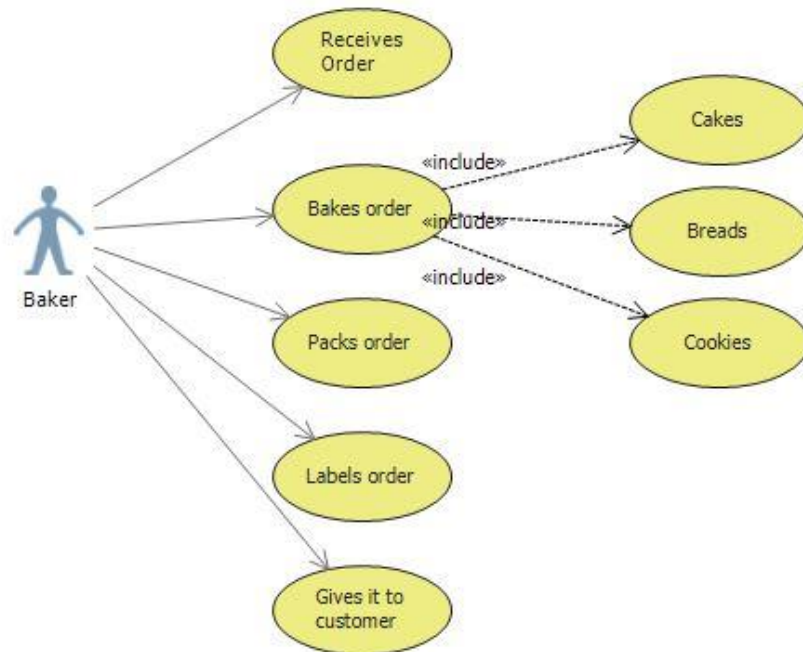 Receives
Order
Cakes
«include»
Bakes order
«include»
Breads
«include»
Baker
Packs order
Cookies
Labels order
Gives it to
customer